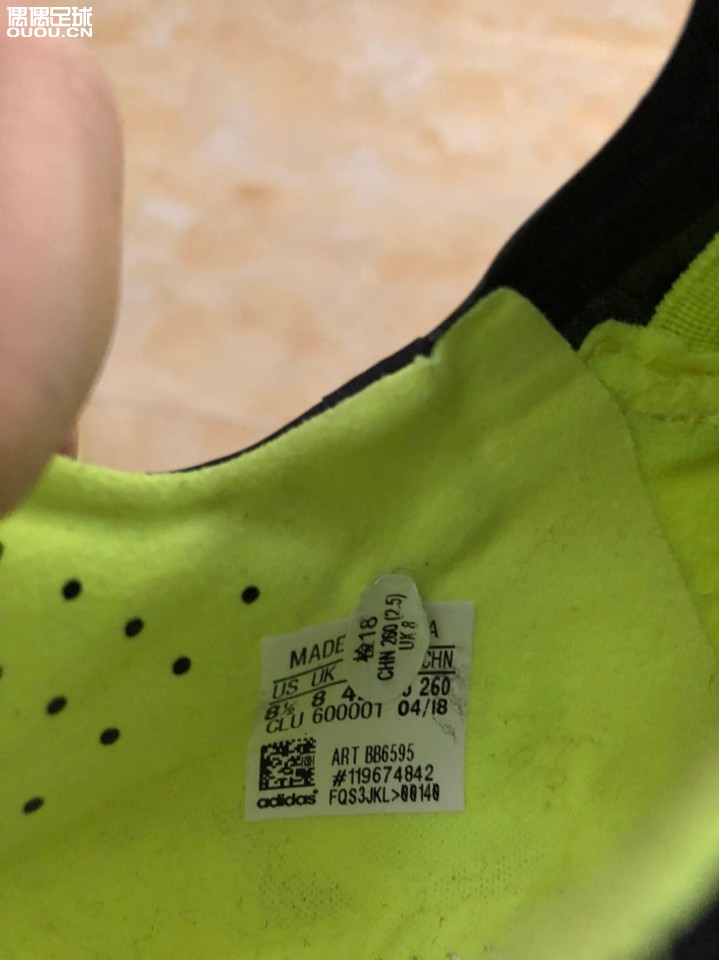 偶偶足球
OUOU.CN
检18
CHN 260 (2.5)
UK 8
MADE A
US UK CHN
8½ 8 4 260
CLU 600001 04/18
ART BB6595
#119674842
adidas FQS3JKL>00140